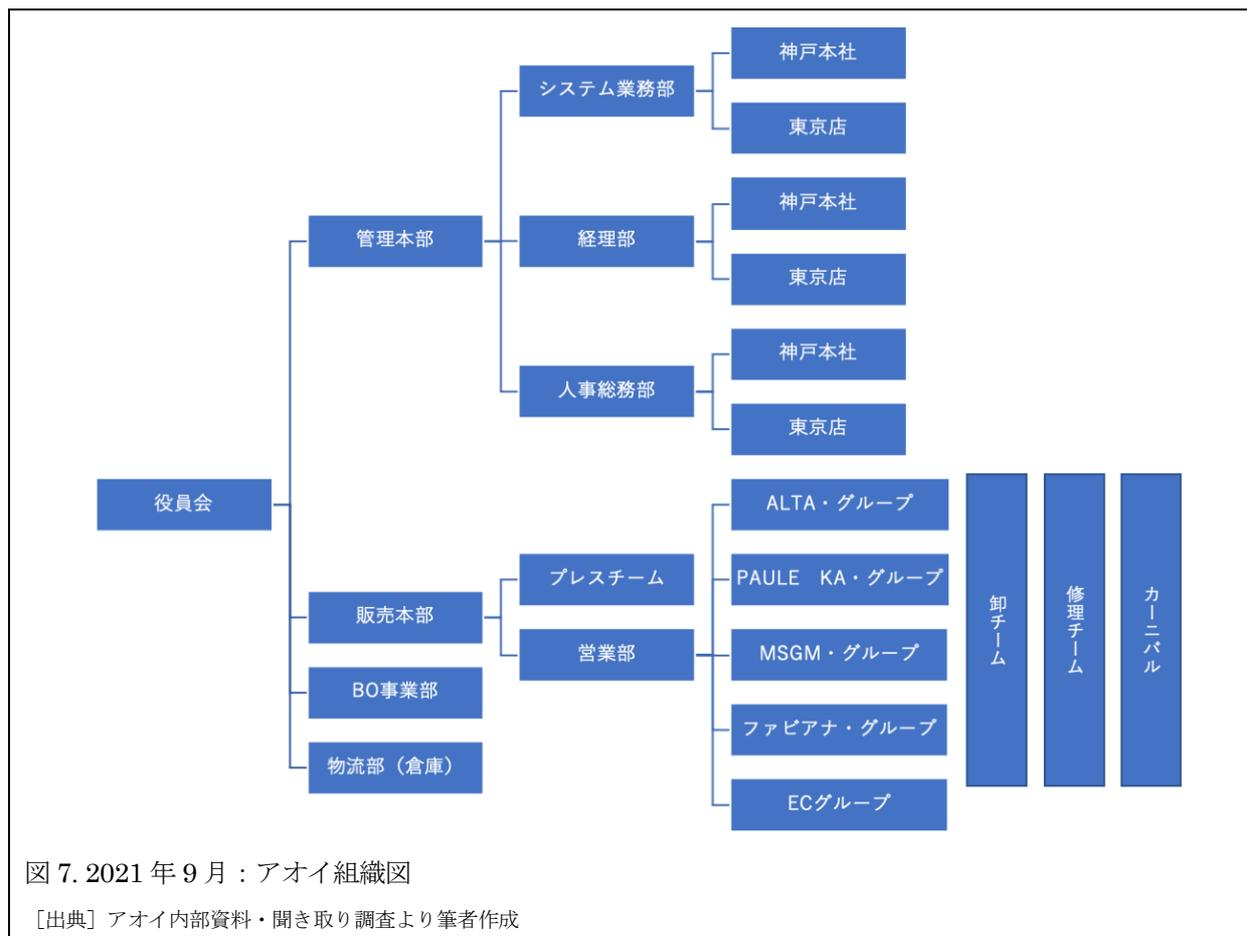 神戸本社
システム業務部
東京店
神戸本社
管理本部
経理部
東京店
神戸本社
人事総務部
東京店
役員会
ALTA・グループ
プレスチーム
PAULE　KA・グループ
販売本部
営業部
MSGM・グループ
BO事業部
ファビアナ・グループ
物流部（倉庫）
ECグループ
卸チーム
修理チーム
カーニバル
図 7. 2021 年 9 月：アオイ組織図
［出典］アオイ内部資料・聞き取り調査より筆者作成